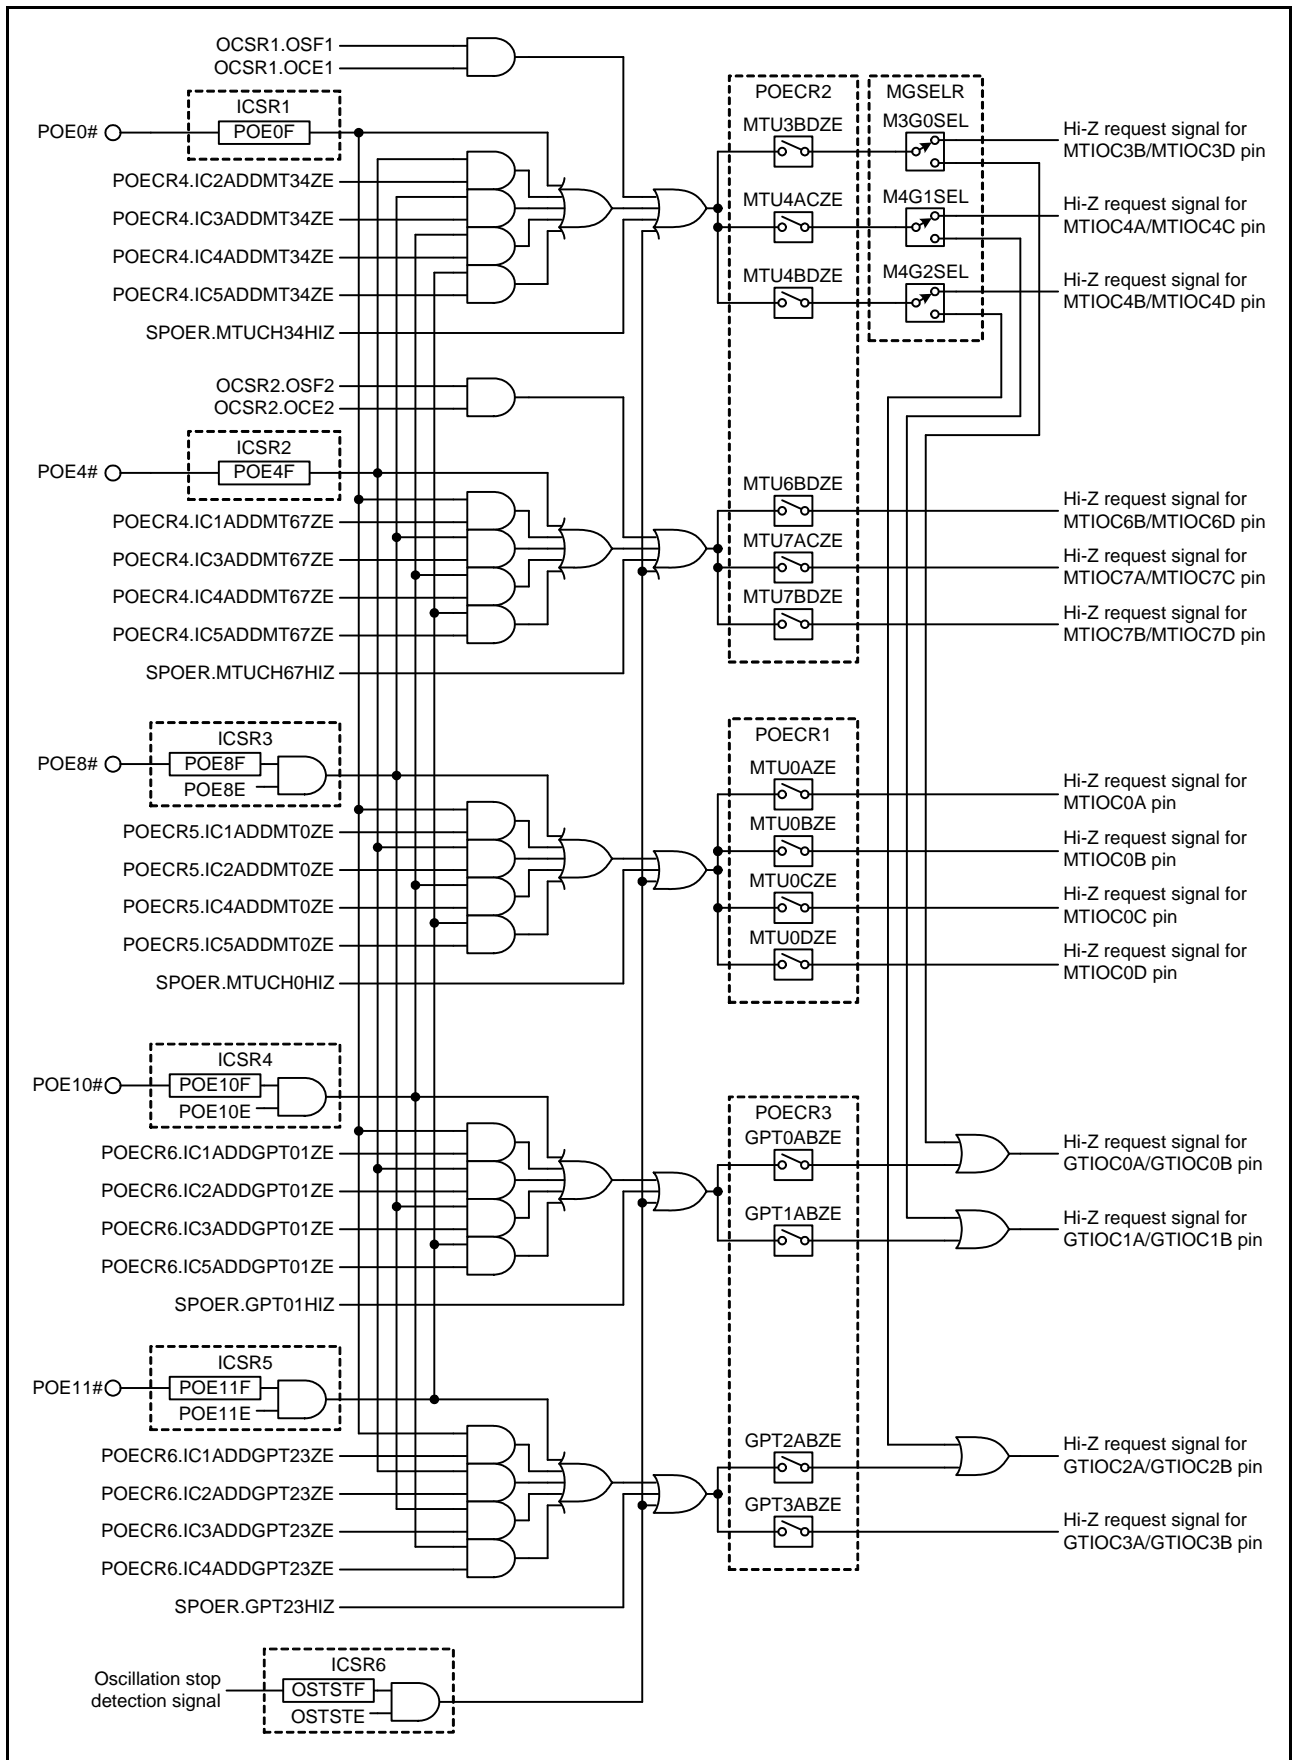 OCSR1.OSF1
OCSR1.OCE1
ICSR1
POE0#
POE0F
POECR4.IC2ADDMT34ZE
POECR4.IC3ADDMT34ZE
POECR4.IC4ADDMT34ZE
POECR4.IC5ADDMT34ZE
SPOER.MTUCH34HIZ
POECR2
MTU3BDZE
MTU4ACZE
MTU4BDZE
MGSELR
M3G0SEL
M4G1SEL
M4G2SEL
Hi-Z request signal for
MTIOC3B/MTIOC3D pin
Hi-Z request signal for
MTIOC4A/MTIOC4C pin
Hi-Z request signal for
MTIOC4B/MTIOC4D pin
OCSR2.OSF2
OCSR2.OCE2
ICSR2
POE4#
POE4F
POECR4.IC1ADDMT67ZE
POECR4.IC3ADDMT67ZE
POECR4.IC4ADDMT67ZE
POECR4.IC5ADDMT67ZE
SPOER.MTUCH67HIZ
MTU6BDZE
MTU7ACZE
MTU7BDZE
Hi-Z request signal for
MTIOC6B/MTIOC6D pin
Hi-Z request signal for
MTIOC7A/MTIOC7C pin
Hi-Z request signal for
MTIOC7B/MTIOC7D pin
ICSR3
POE8#
POE8F
POE8E
POECR5.IC1ADDMT0ZE
POECR5.IC2ADDMT0ZE
POECR5.IC4ADDMT0ZE
POECR5.IC5ADDMT0ZE
SPOER.MTUCH0HIZ
POECR1
MTU0AZE
MTU0BZE
MTU0CZE
MTU0DZE
Hi-Z request signal for
MTIOC0A pin
Hi-Z request signal for
MTIOC0B pin
Hi-Z request signal for
MTIOC0C pin
Hi-Z request signal for
MTIOC0D pin
ICSR4
POE10#
POE10F
POE10E
POECR6.IC1ADDGPT01ZE
POECR6.IC2ADDGPT01ZE
POECR6.IC3ADDGPT01ZE
POECR6.IC5ADDGPT01ZE
SPOER.GPT01HIZ
POECR3
GPT0ABZE
GPT1ABZE
Hi-Z request signal for
GTIOC0A/GTIOC0B pin
Hi-Z request signal for
GTIOC1A/GTIOC1B pin
ICSR5
POE11#
POE11F
POE11E
POECR6.IC1ADDGPT23ZE
POECR6.IC2ADDGPT23ZE
POECR6.IC3ADDGPT23ZE
POECR6.IC4ADDGPT23ZE
SPOER.GPT23HIZ
GPT2ABZE
GPT3ABZE
Hi-Z request signal for
GTIOC2A/GTIOC2B pin
Hi-Z request signal for
GTIOC3A/GTIOC3B pin
ICSR6
Oscillation stop
detection signal
OSTSTF
OSTSTE